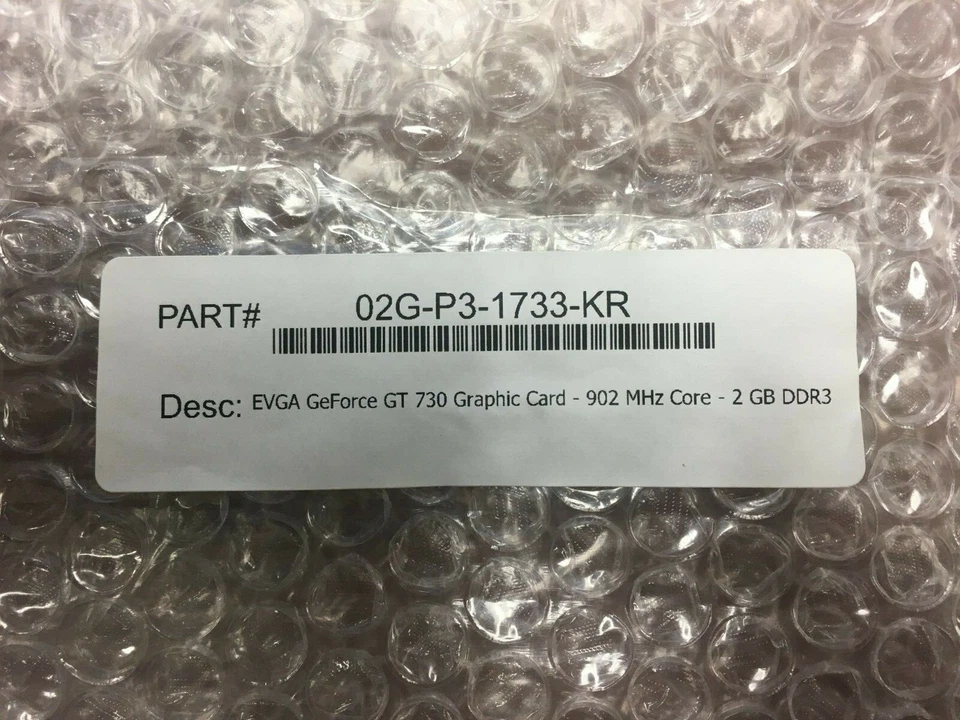 PART# 02G-P3-1733-KR
Desc: EVGA GeForce GT 730 Graphic Card - 902 MHz Core - 2 GB DDR3